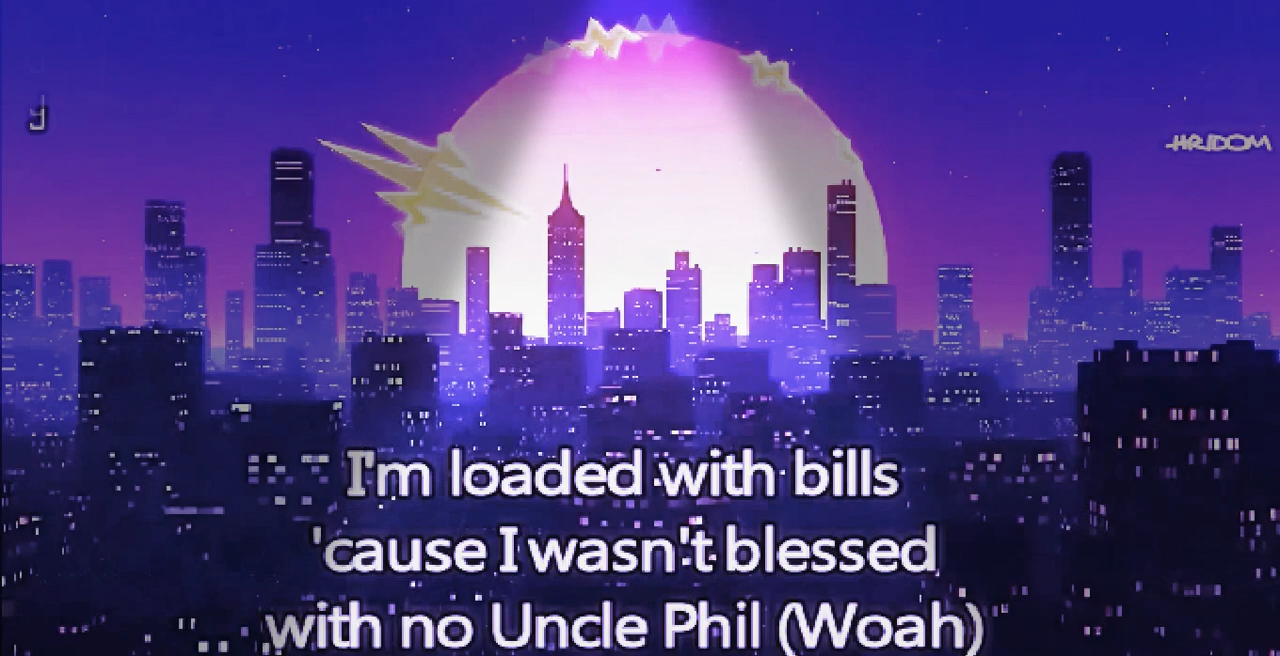 HRIDOM
I'm loaded with bills
'cause I wasn't blessed
with no Uncle Phil (Woah)